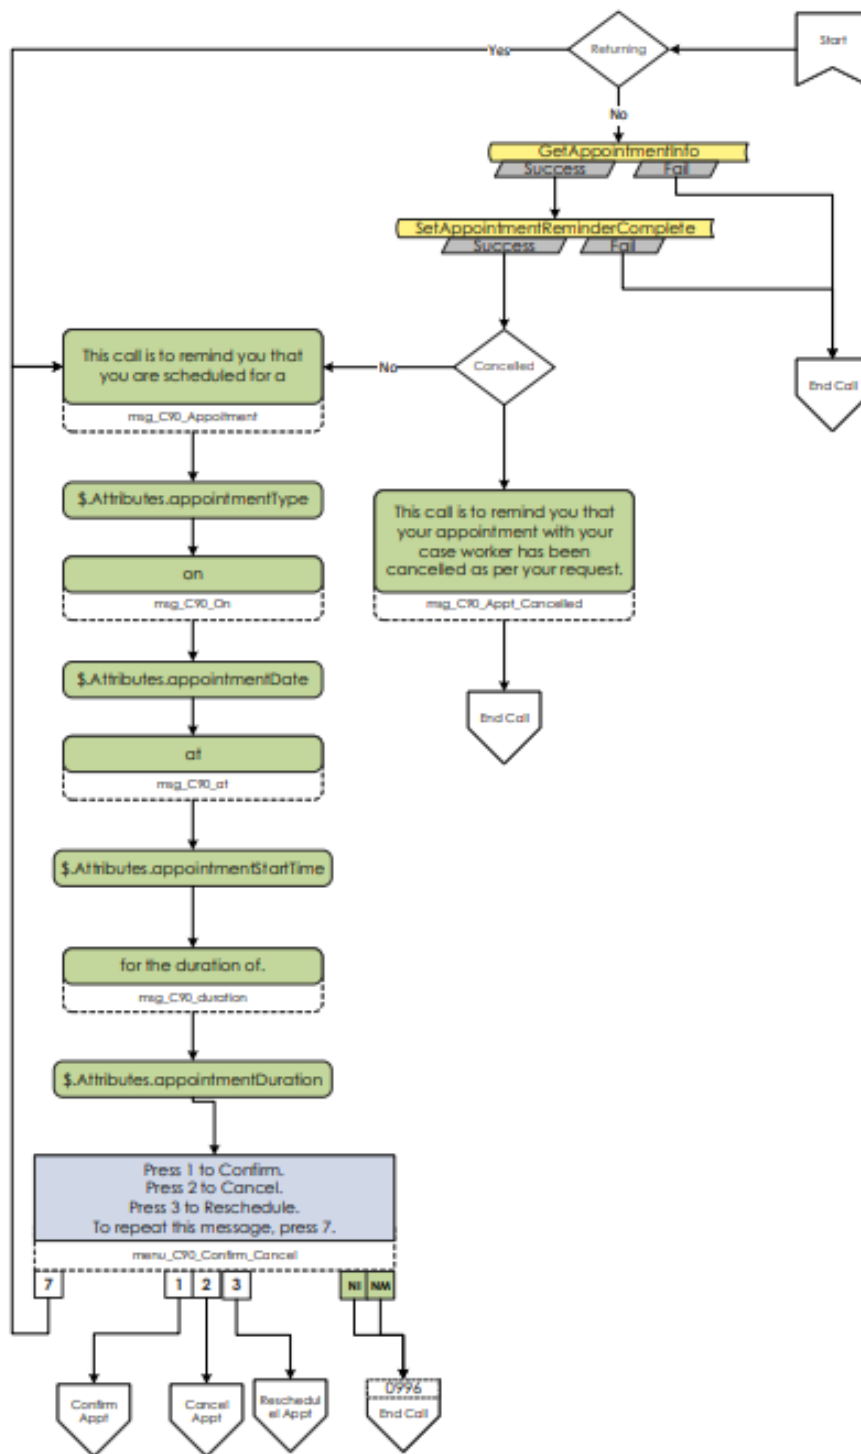 Start
Returning
Yes
No
GetAppointmentInfo
Success
Fail
SetAppointmentReminderComplete
Success
Fail
This call is to remind you that
you are scheduled for a
msg_C90_Appoitment
No
Cancelled
End Call
$.Attributes.appointmentType
This call is to remind you that
your appointment with your
case worker has been
cancelled as per your request.
msg_C90_Appt_Cancelled
on
msg_C90_On
$.Attributes.appointmentDate
End Call
at
msg_C90_at
$.Attributes.appointmentStartTime
for the duration of.
msg_C90_duration
$.Attributes.appointmentDuration
Press 1 to Confirm.
Press 2 to Cancel.
Press 3 to Reschedule.
To repeat this message, press 7.
menu_C90_Confirm_Cancel
7
1
2
3
NI
NM
Confirm
Appt
Cancel
Appt
Reschedul
el Appt
0996
End Call